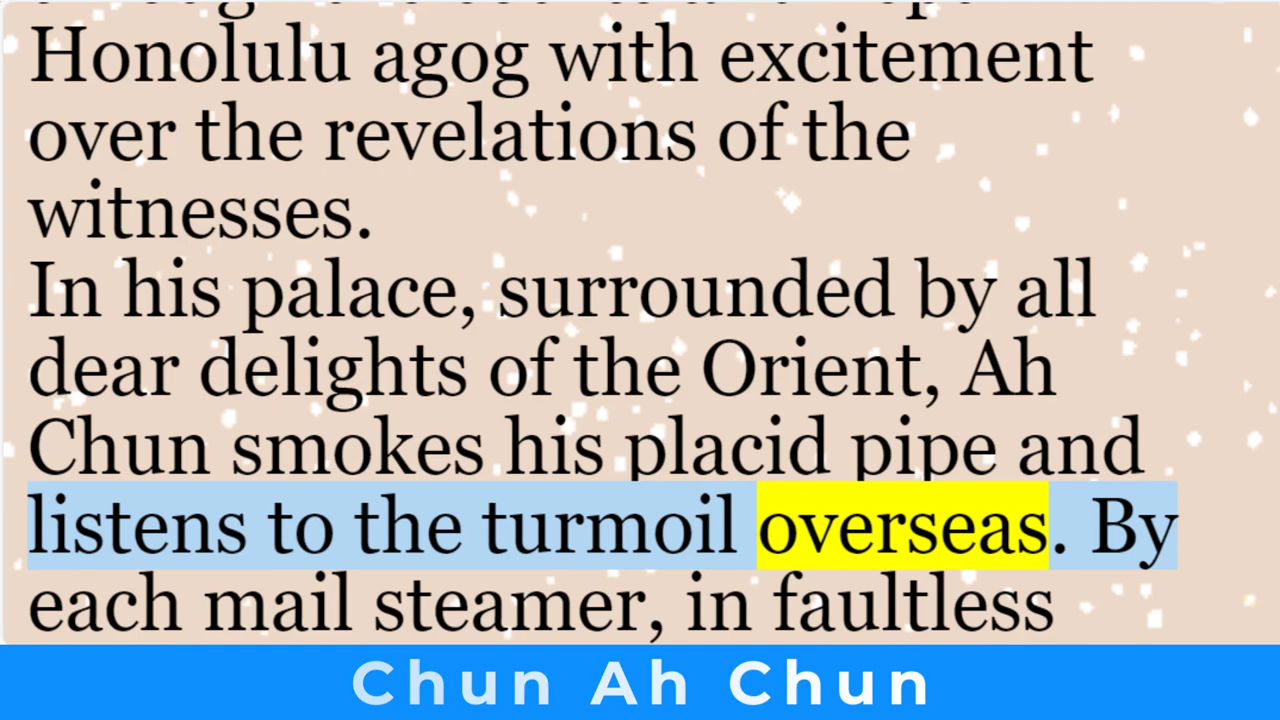 Honolulu agog with excitement
over the revelations of the
witnesses.
In his palace, surrounded by all
dear delights of the Orient, Ah
Chun smokes his placid pipe and
listens to the turmoil overseas. By
each mail steamer, in faultless
Chun Ah Chun